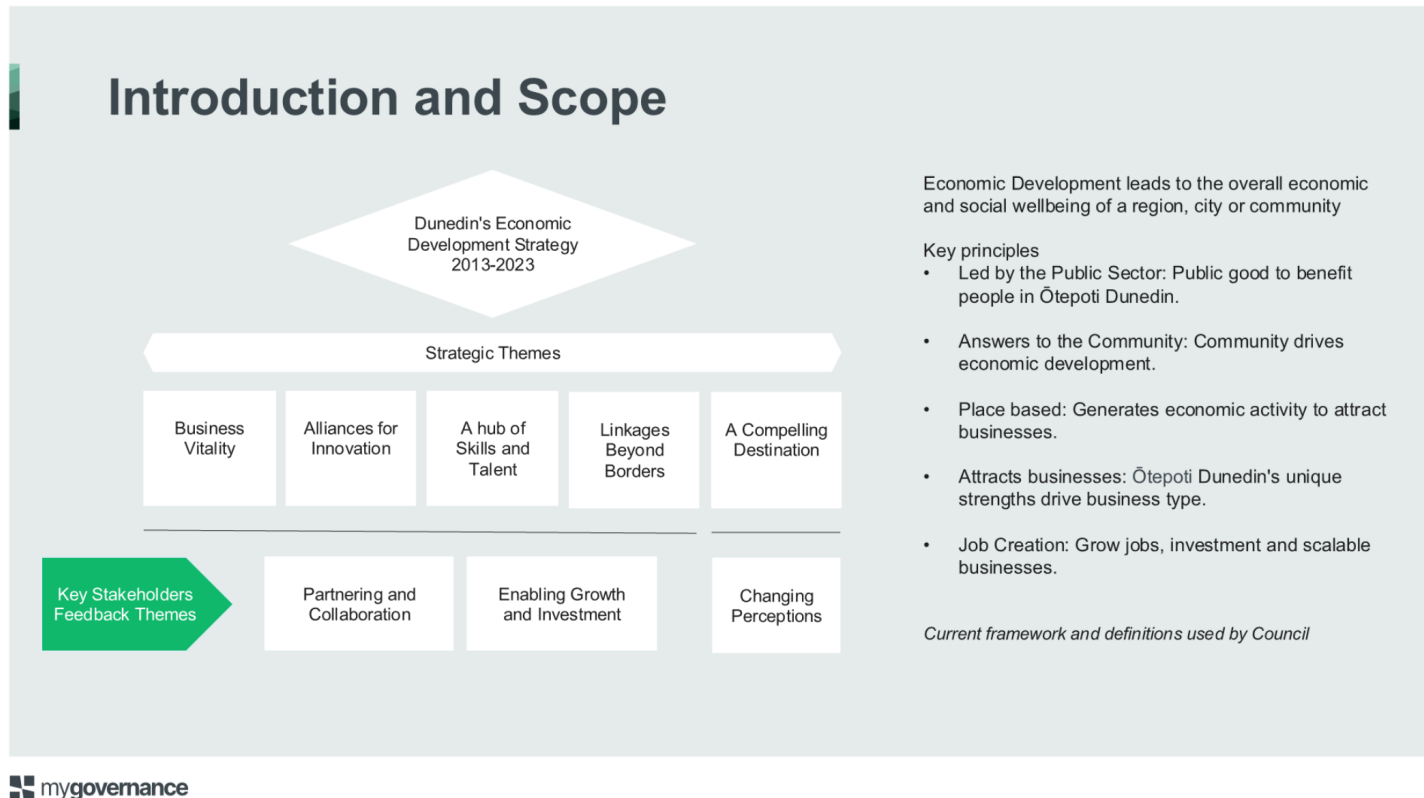 Introduction and Scope
Dunedin's Economic
Development Strategy
2013-2023
Strategic Themes
Business
Vitality
Alliances for
Innovation
A hub of
Skills and
Talent
Linkages
Beyond
Borders
A Compelling
Destination
Key Stakeholders
Feedback Themes
Partnering and
Collaboration
Enabling Growth
and Investment
Changing
Perceptions
Economic Development leads to the overall economic
and social wellbeing of a region, city or community
Key principles
• Led by the Public Sector: Public good to benefit
people in Ōtepoti Dunedin.
• Answers to the Community: Community drives
economic development.
• Place based: Generates economic activity to attract
businesses.
• Attracts businesses: Ōtepoti Dunedin's unique
strengths drive business type.
• Job Creation: Grow jobs, investment and scalable
businesses.
Current framework and definitions used by Council
mygovernance